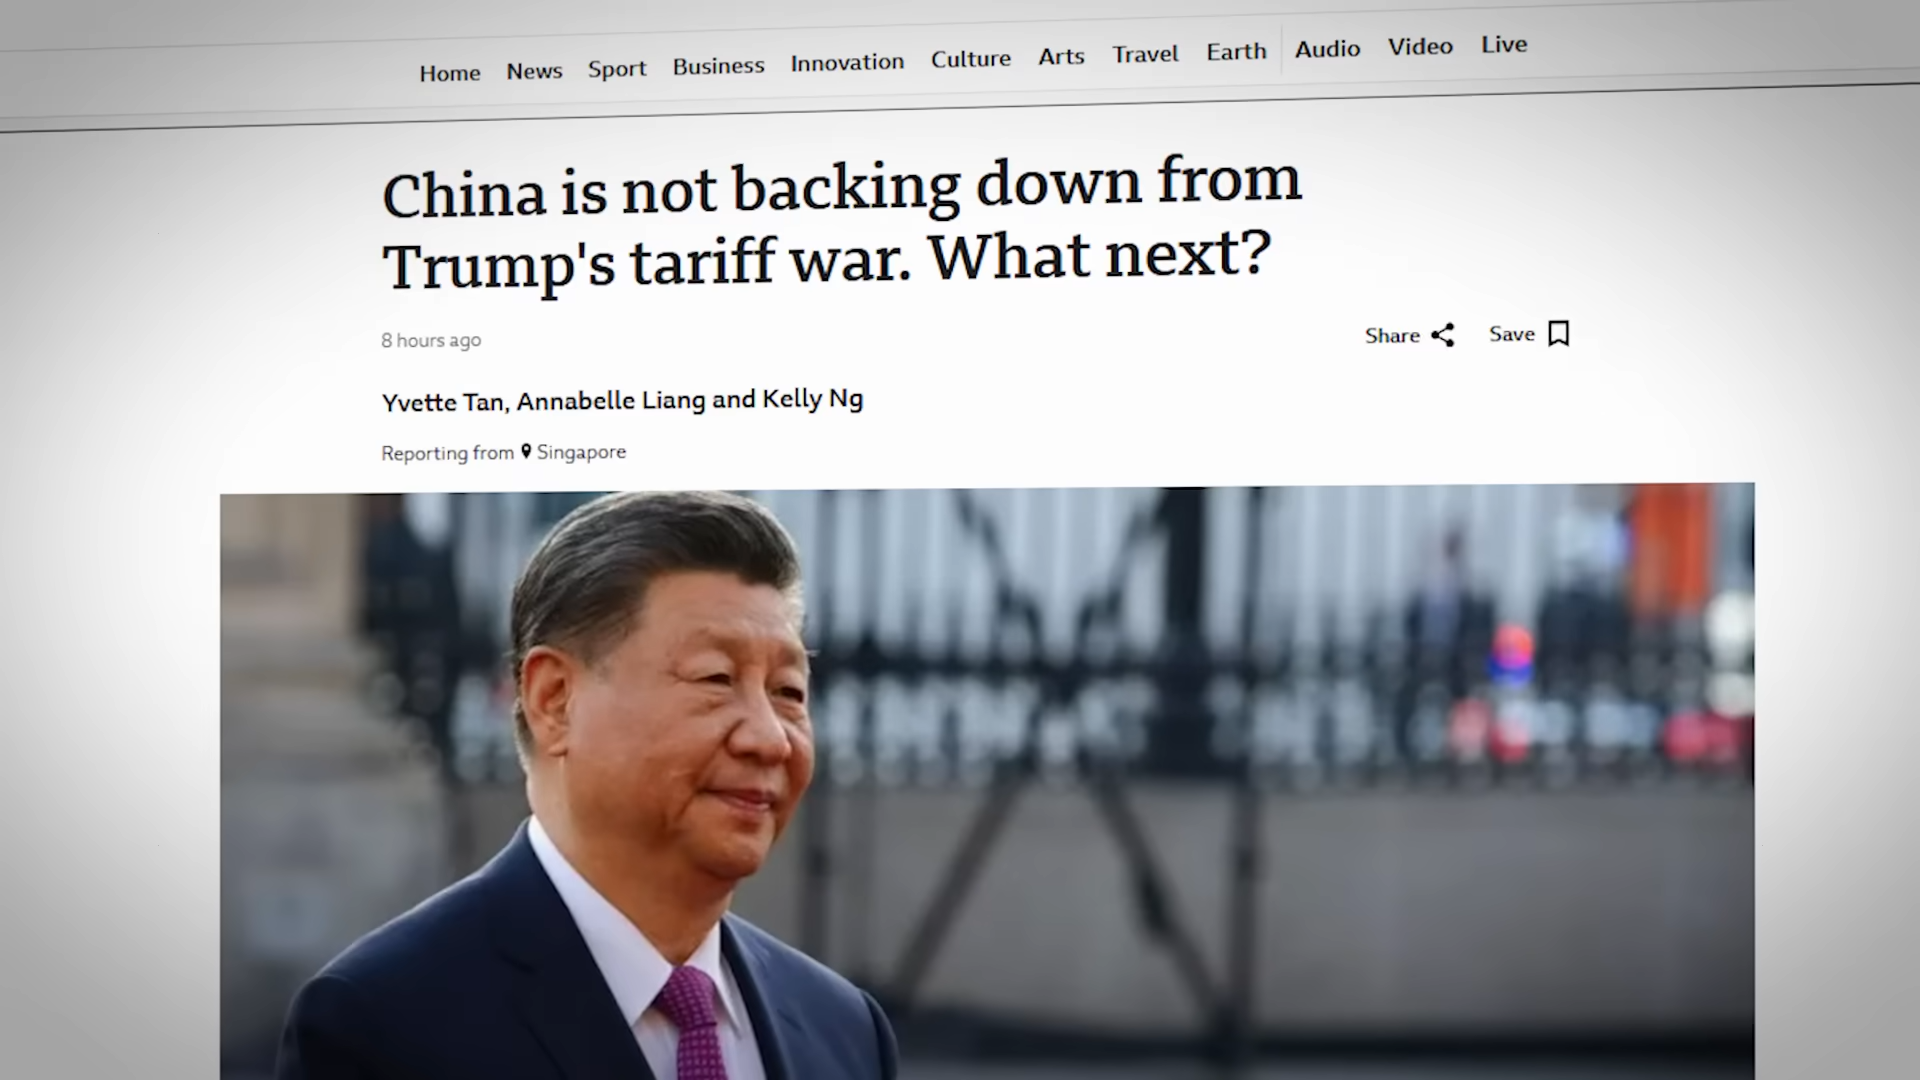 Home News Sport Business Innovation Culture Arts Travel Earth Audio Video Live
China is not backing down from
Trump's tariff war. What next?
8 hours ago
Share Save
Yvette Tan, Annabelle Liang and Kelly Ng
Reporting from Singapore